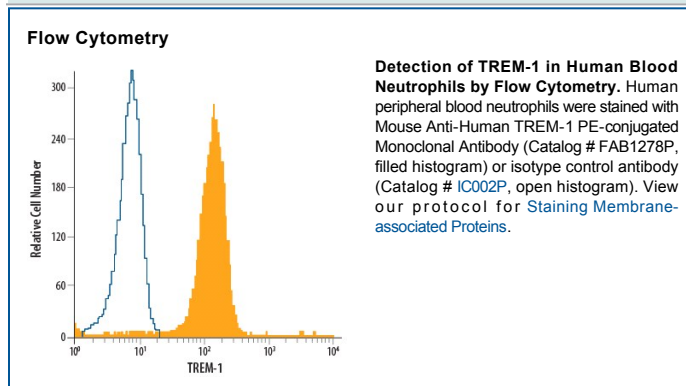 Flow Cytometry
Detection of TREM-1 in Human Blood
Neutrophils by Flow Cytometry. Human
peripheral blood neutrophils were stained with
Mouse Anti-Human TREM-1 PE-conjugated
Monoclonal Antibody (Catalog # FAB1278P,
filled histogram) or isotype control antibody
(Catalog # IC002P, open histogram). View
our protocol for Staining Membrane-
associated Proteins.
Relative Cell Number
300
240
180
120
60
0
10⁰ 10¹ 10² 10³ 10⁴
TREM-1